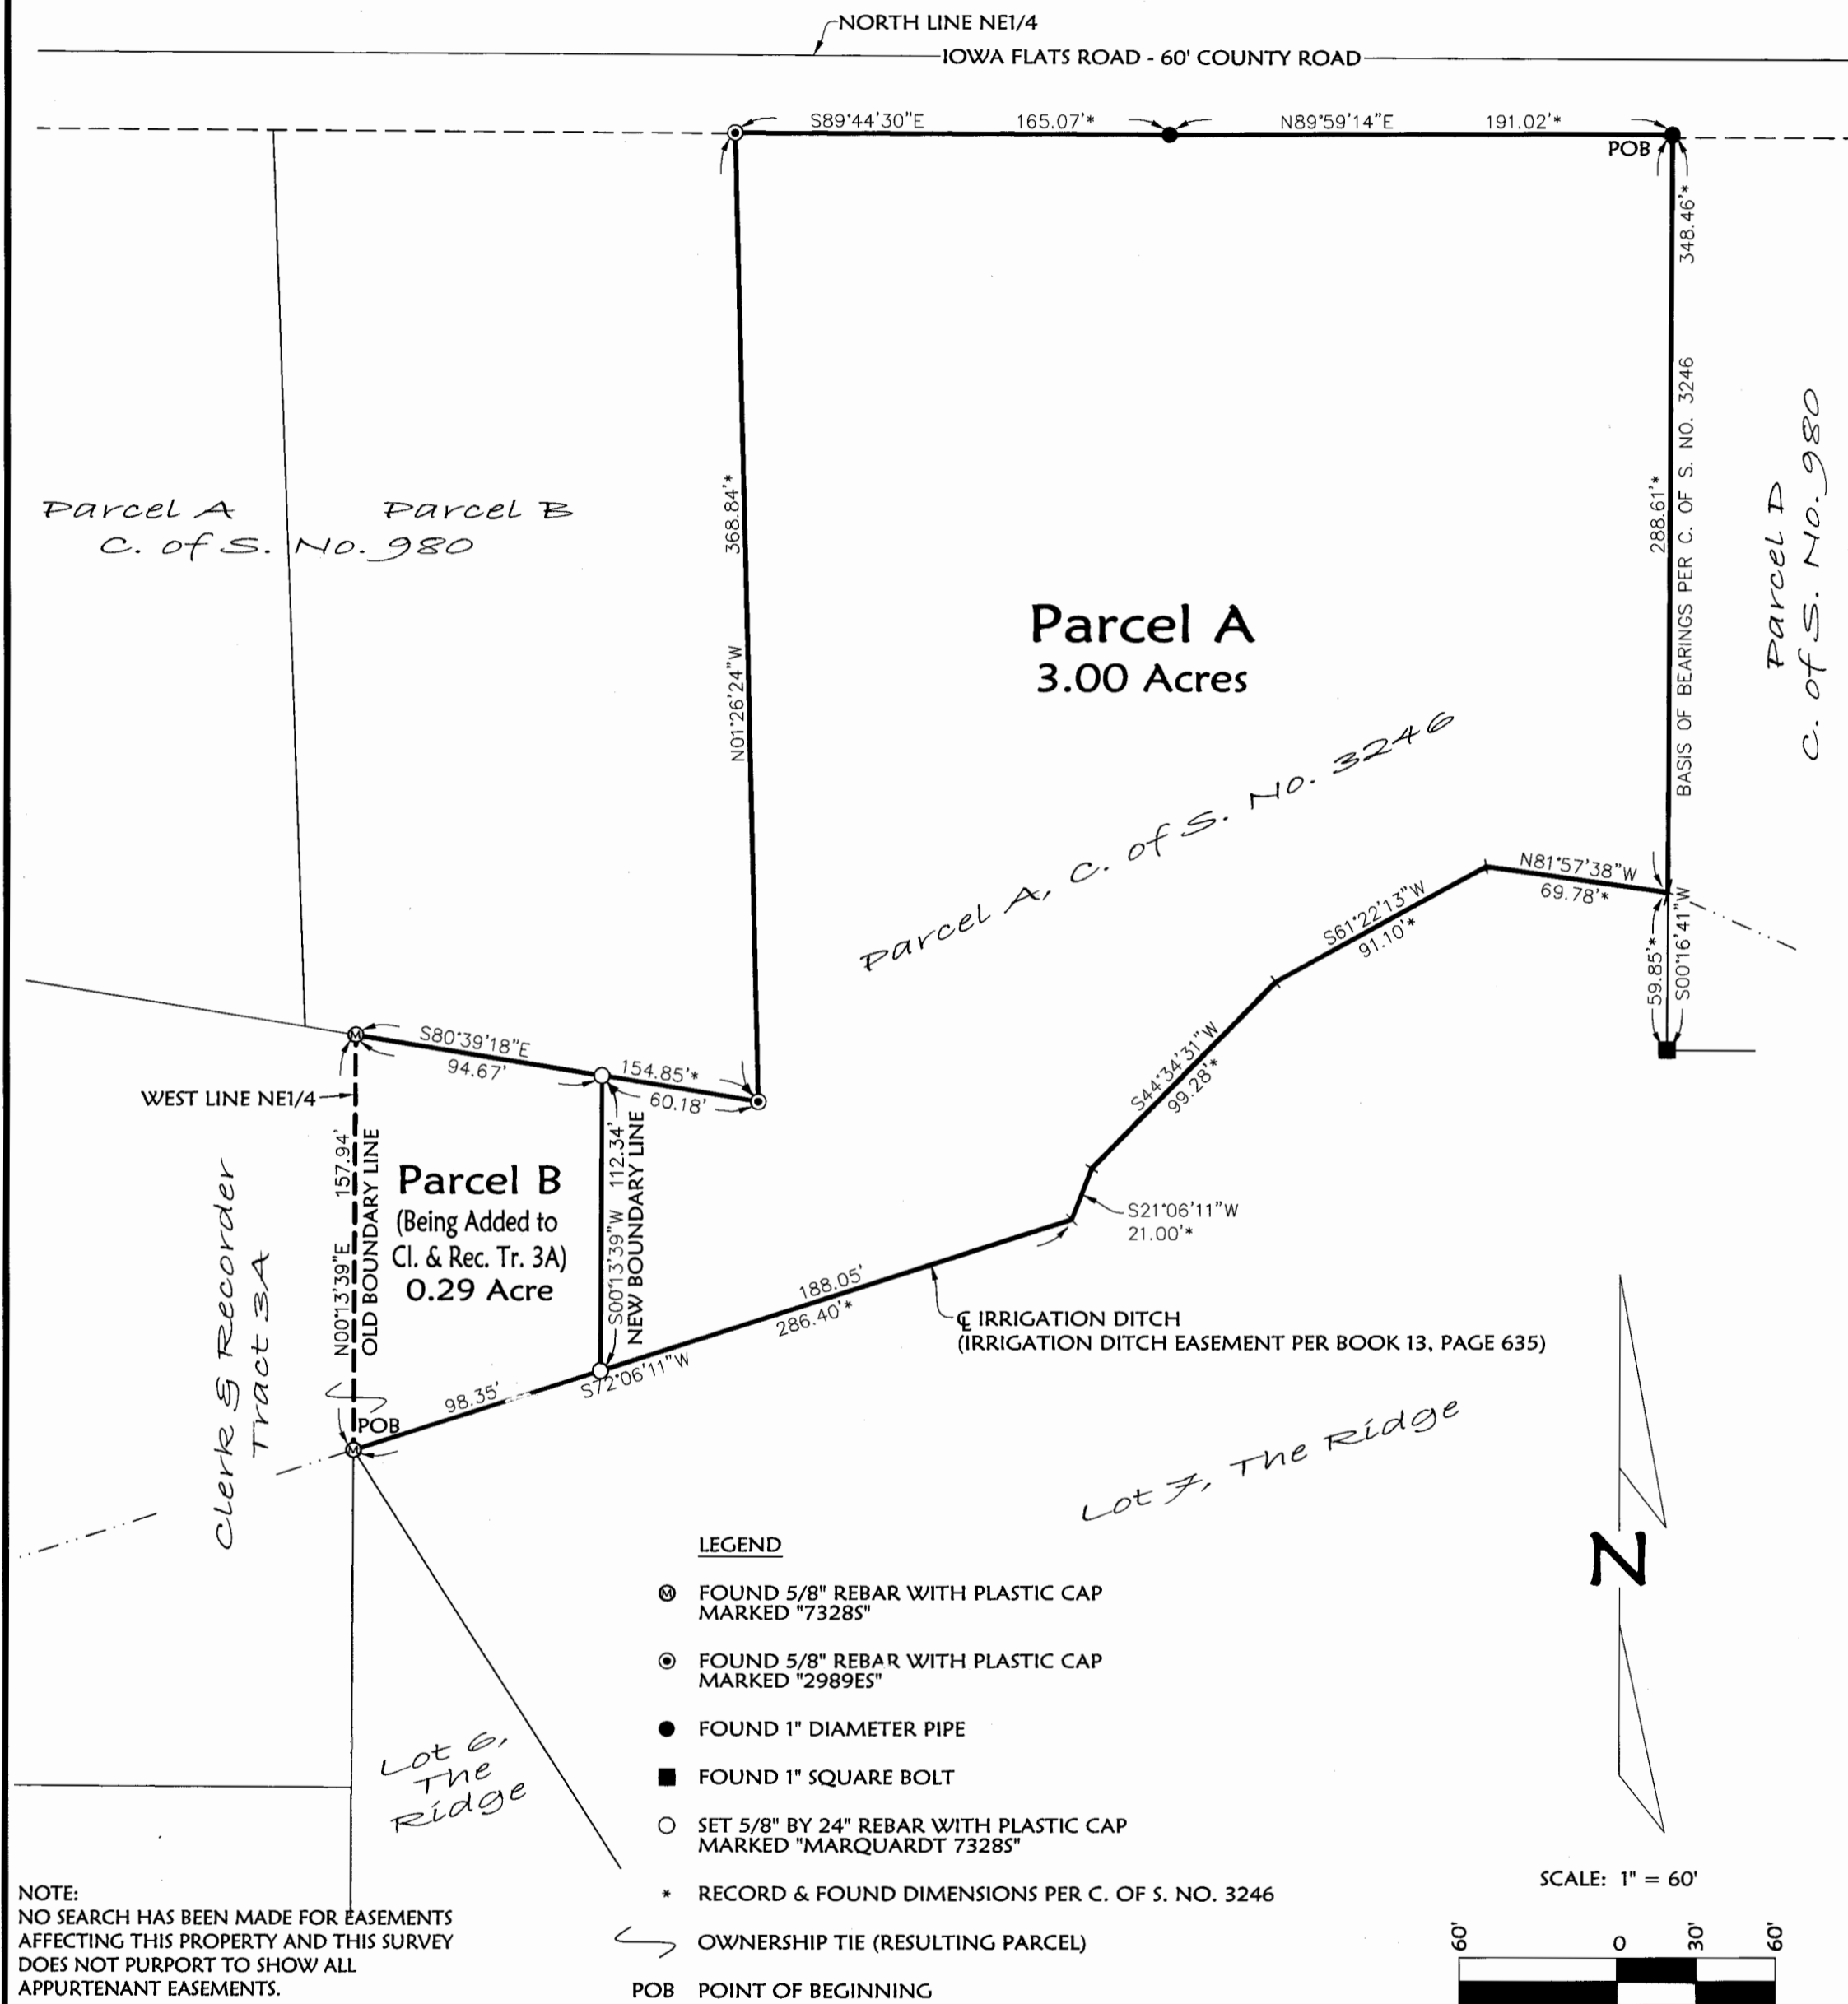 NORTH LINE NE1/4
IOWA FLATS ROAD - 60' COUNTY ROAD
S89°44'30"E
165.07'*
N89°59'14"E
191.02'*
POB
348.46'*
288.61'*
BASIS OF BEARINGS PER C. OF S. NO. 3246
Parcel D
C. of S. No. 980
Parcel A
Parcel B
C. of S. No. 980
368.84'*
N01°26'24"W
Parcel A
3.00 Acres
Parcel A, C. of S. No. 3246
N81°57'38"W
69.78'*
S61°22'13"W
91.10'*
59.85'*
S00°16'41"W
S44°34'31"W
99.28'*
S80°39'18"E
94.67'
154.85'*
60.18'
WEST LINE NE1/4
N00°13'39"E 157.94'
OLD BOUNDARY LINE
Parcel B
(Being Added to
Cl. & Rec. Tr. 3A)
0.29 Acre
S00°13'39"W 112.34'
NEW BOUNDARY LINE
Clerk & Recorder
Tract 3A
S21°06'11"W
21.00'*
188.05'
286.40'*
℄ IRRIGATION DITCH
(IRRIGATION DITCH EASEMENT PER BOOK 13, PAGE 635)
S72°06'11"W
98.35'
POB
Lot 7, The Ridge
Lot 6,
The
Ridge
LEGEND
M FOUND 5/8" REBAR WITH PLASTIC CAP
MARKED "7328S"
FOUND 5/8" REBAR WITH PLASTIC CAP
MARKED "2989ES"
FOUND 1" DIAMETER PIPE
FOUND 1" SQUARE BOLT
SET 5/8" BY 24" REBAR WITH PLASTIC CAP
MARKED "MARQUARDT 7328S"
* RECORD & FOUND DIMENSIONS PER C. OF S. NO. 3246
OWNERSHIP TIE (RESULTING PARCEL)
POB POINT OF BEGINNING
NOTE:
NO SEARCH HAS BEEN MADE FOR EASEMENTS
AFFECTING THIS PROPERTY AND THIS SURVEY
DOES NOT PURPORT TO SHOW ALL
APPURTENANT EASEMENTS.
N
SCALE: 1" = 60'
60' 0 30' 60'